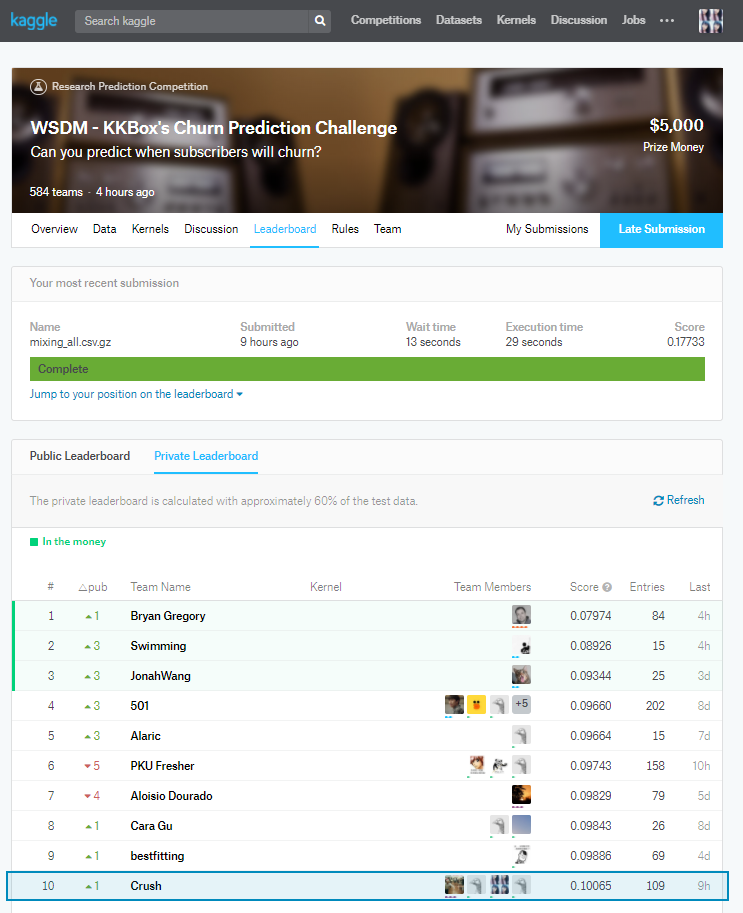 kaggle Search kaggle Competitions Datasets Kernels Discussion Jobs •••
Research Prediction Competition
WSDM - KKBox's Churn Prediction Challenge
Can you predict when subscribers will churn?
$5,000
Prize Money
584 teams · 4 hours ago
Overview Data Kernels Discussion Leaderboard Rules Team My Submissions Late Submission
Your most recent submission
Name Submitted Wait time Execution time Score
mixing_all.csv.gz 9 hours ago 13 seconds 29 seconds 0.17733
Complete
Jump to your position on the leaderboard
Public Leaderboard Private Leaderboard
The private leaderboard is calculated with approximately 60% of the test data.
Refresh
In the money
# △pub Team Name Kernel Team Members Score Entries Last
1 ▲1 Bryan Gregory 0.07974 84 4h
2 ▲3 Swimming 0.08926 15 4h
3 ▲3 JonahWang 0.09344 25 3d
4 ▲3 501 +5 0.09660 202 8d
5 ▲3 Alaric 0.09664 15 7d
6 ▼5 PKU Fresher 0.09743 158 10h
7 ▼4 Aloisio Dourado 0.09829 79 5d
8 ▲1 Cara Gu 0.09843 26 8d
9 ▲1 bestfitting 0.09886 69 4d
10 ▲1 Crush 0.10065 109 9h